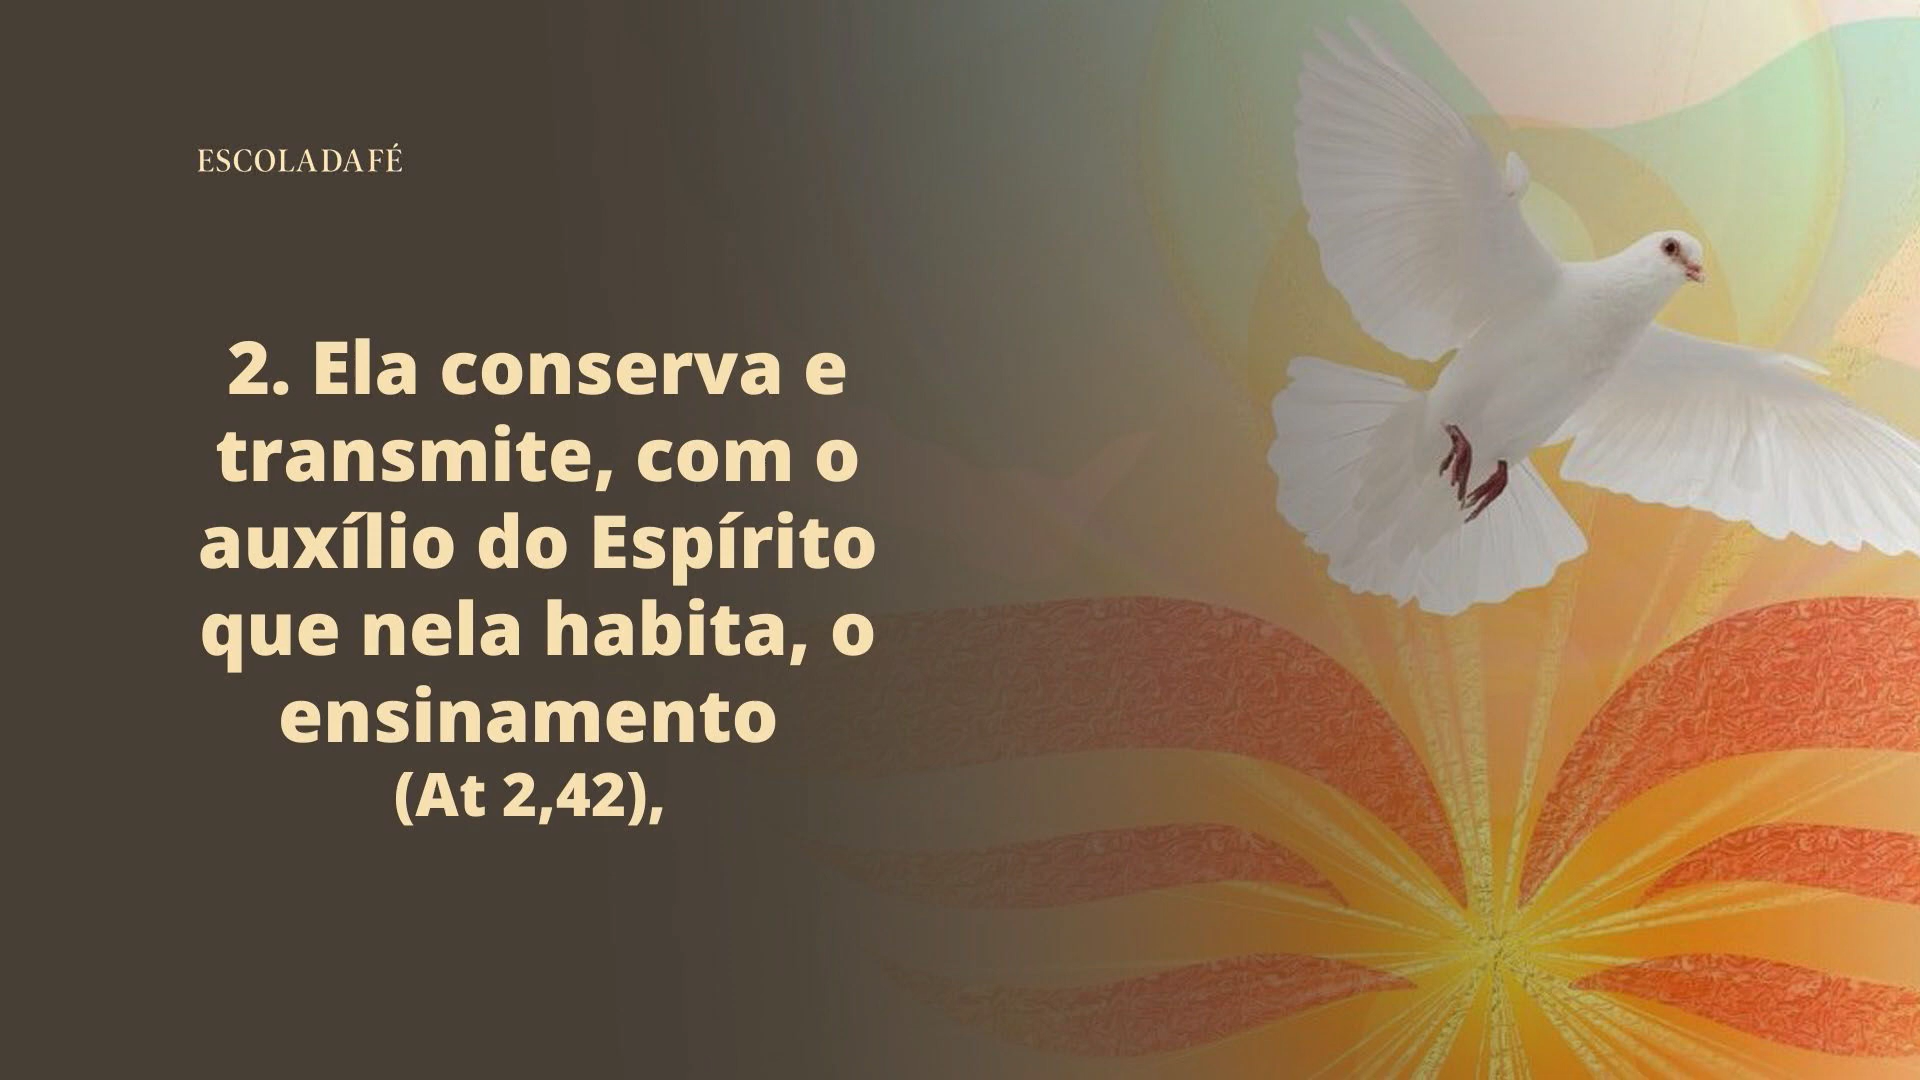 ESCOLADAFÉ
2. Ela conserva e
transmite, com o
auxílio do Espírito
que nela habita, o
ensinamento
(At 2,42),